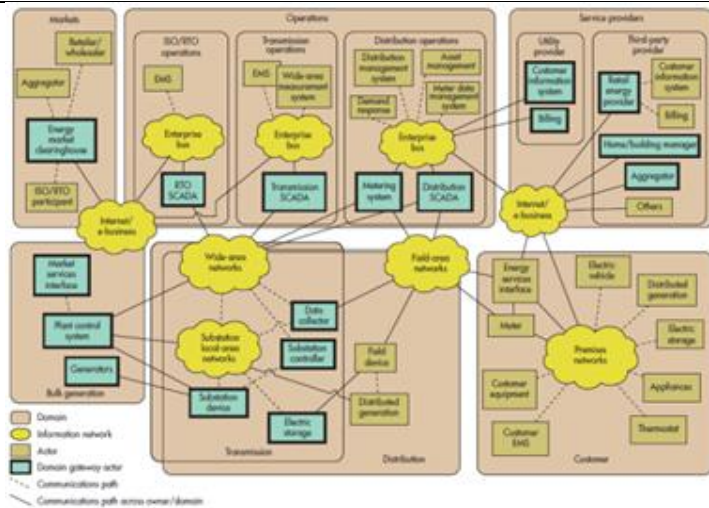 Markets
Retailer/
wholesaler
Aggregator
Energy
market
clearinghouse
ISO/RTO
participant
Internet/
e-business
Operations
ISO/RTO
operations
EMS
Enterprise
bus
RTO
SCADA
Transmission
operations
EMS
Wide-area
measurement
system
Enterprise
bus
Transmission
SCADA
Distribution operations
Distribution
management
system
Asset
management
Demand
response
Meter data
management
system
Enterprise
bus
Metering
system
Distribution
SCADA
Service providers
Utility
provider
Customer
information
system
Billing
Third-party
provider
Retail
energy
provider
Customer
information
system
Billing
Home/building manager
Aggregator
Others
Internet/
e-business
Market
services
interface
Plant control
system
Generators
Bulk generation
Wide-area
networks
Substation
local-area
networks
Data
collector
Substation
controller
Substation
device
Electric
storage
Transmission
Field-area
networks
Field
device
Distributed
generation
Distribution
Energy
services
interface
Meter
Electric
vehicle
Distributed
generation
Electric
storage
Premises
networks
Appliances
Customer
equipment
Customer
EMS
Thermostat
Customer
Domain
Information network
Actor
Domain gateway actor
Communications path
Communications path across owner/domain